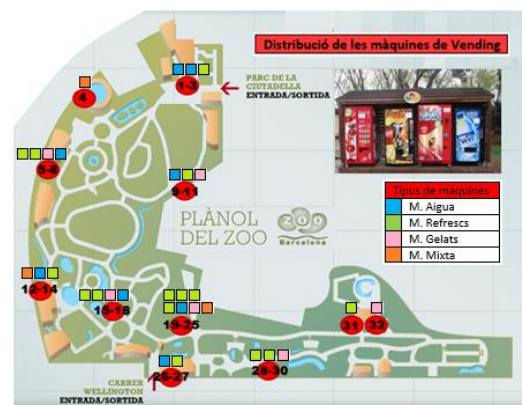 Distribució de les màquines de Vending
PARC DE LA
CIUTADELLA
ENTRADA/SORTIDA
1-3
4
5-8
9-11
PLÀNOL
DEL ZOO
ZOO
Barcelona
Tipus de màquines
M. Aigua
M. Refrescs
M. Gelats
M. Mixta
12-14
15-18
19-25
31
32
26-27
28-30
CARRER
WELLINGTON
ENTRADA/SORTIDA